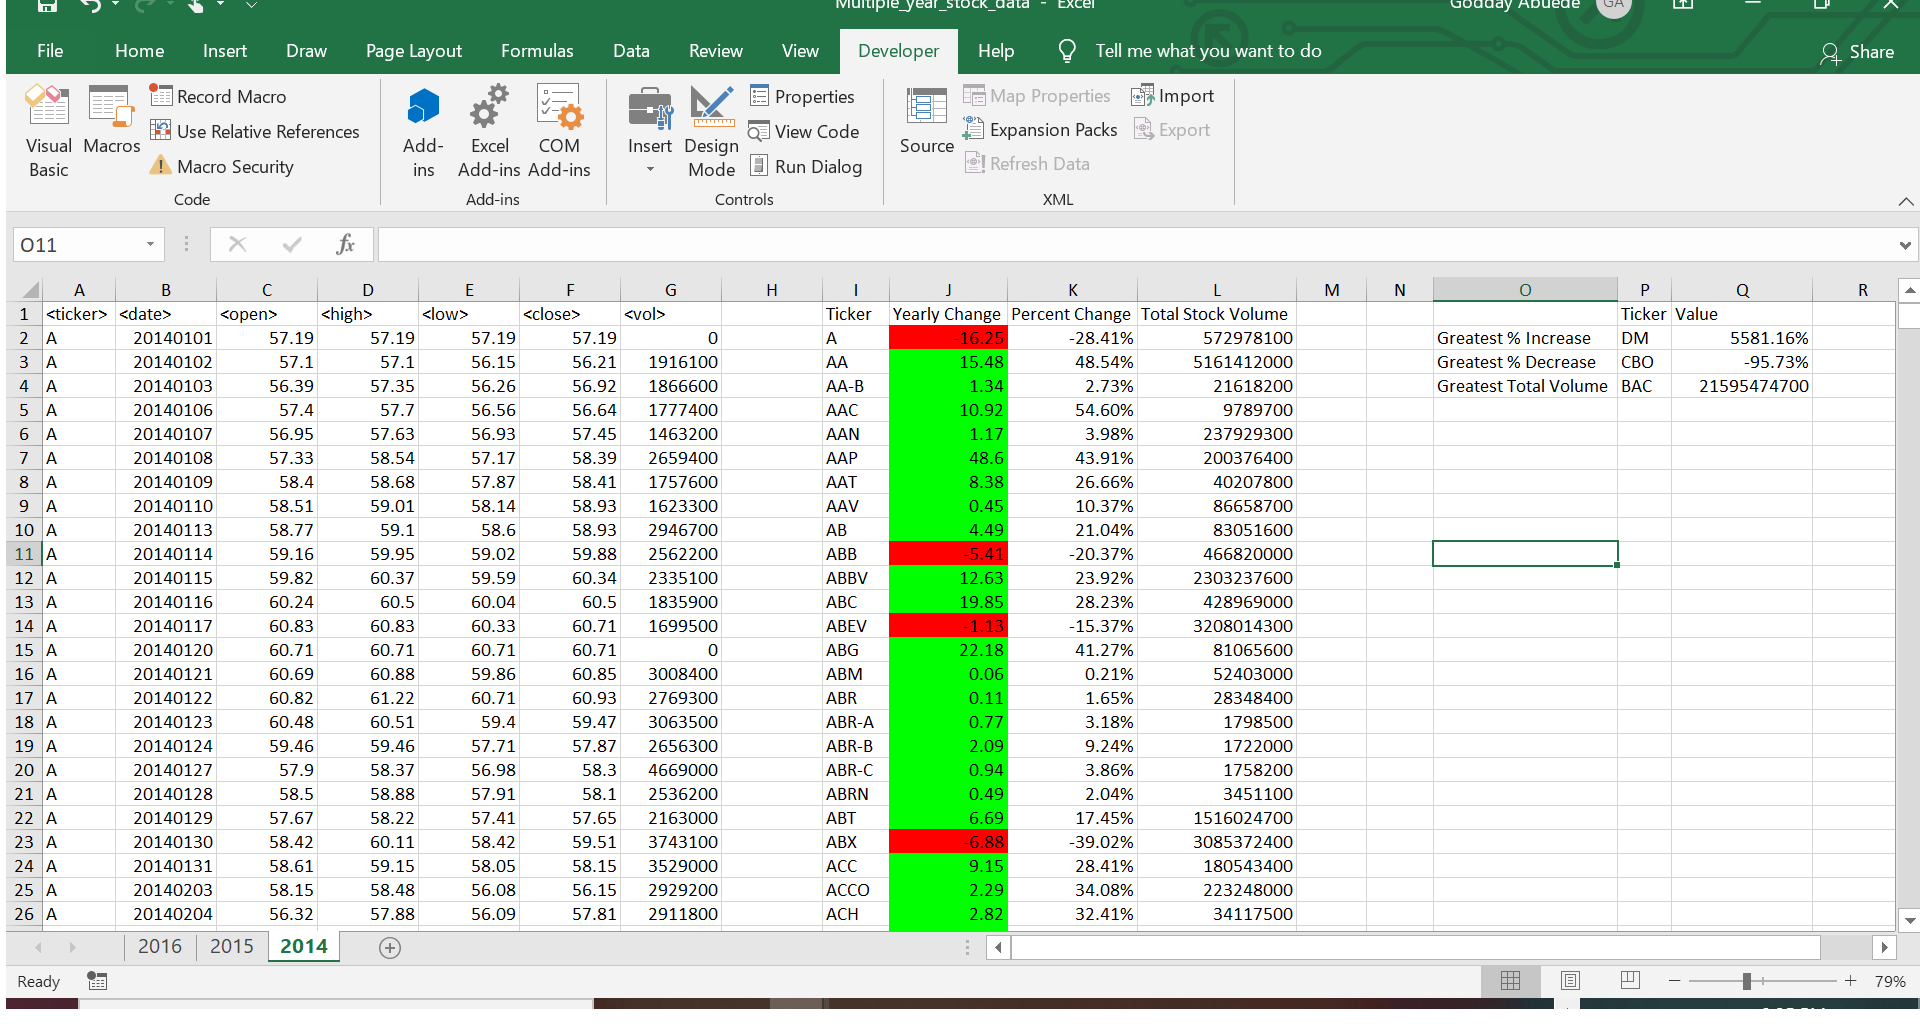 Multiple_year_stock_data - Excel Godday Abuede GA
File Home Insert Draw Page Layout Formulas Data Review View Developer Help Tell me what you want to do Share
Visual Basic Macros Record Macro Use Relative References Macro Security Code
Add-ins Excel Add-ins COM Add-ins Add-ins
Insert Design Mode Properties View Code Run Dialog Controls
Source Map Properties Expansion Packs Refresh Data Import Export XML
O11 fx
A B C D E F G H I J K L M N O P Q R
1 <ticker> <date> <open> <high> <low> <close> <vol> Ticker Yearly Change Percent Change Total Stock Volume Ticker Value
2 A 20140101 57.19 57.19 57.19 57.19 0 A -16.25 -28.41% 572978100 Greatest % Increase DM 5581.16%
3 A 20140102 57.1 57.1 56.15 56.21 1916100 AA 15.48 48.54% 5161412000 Greatest % Decrease CBO -95.73%
4 A 20140103 56.39 57.35 56.26 56.92 1866600 AA-B 1.34 2.73% 21618200 Greatest Total Volume BAC 21595474700
5 A 20140106 57.4 57.7 56.56 56.64 1777400 AAC 10.92 54.60% 9789700
6 A 20140107 56.95 57.63 56.93 57.45 1463200 AAN 1.17 3.98% 237929300
7 A 20140108 57.33 58.54 57.17 58.39 2659400 AAP 48.6 43.91% 200376400
8 A 20140109 58.4 58.68 57.87 58.41 1757600 AAT 8.38 26.66% 40207800
9 A 20140110 58.51 59.01 58.14 58.93 1623300 AAV 0.45 10.37% 86658700
10 A 20140113 58.77 59.1 58.6 58.93 2946700 AB 4.49 21.04% 83051600
11 A 20140114 59.16 59.95 59.02 59.88 2562200 ABB -5.41 -20.37% 466820000
12 A 20140115 59.82 60.37 59.59 60.34 2335100 ABBV 12.63 23.92% 2303237600
13 A 20140116 60.24 60.5 60.04 60.5 1835900 ABC 19.85 28.23% 428969000
14 A 20140117 60.83 60.83 60.33 60.71 1699500 ABEV -1.13 -15.37% 3208014300
15 A 20140120 60.71 60.71 60.71 60.71 0 ABG 22.18 41.27% 81065600
16 A 20140121 60.69 60.88 59.86 60.85 3008400 ABM 0.06 0.21% 52403000
17 A 20140122 60.82 61.22 60.71 60.93 2769300 ABR 0.11 1.65% 28348400
18 A 20140123 60.48 60.51 59.4 59.47 3063500 ABR-A 0.77 3.18% 1798500
19 A 20140124 59.46 59.46 57.71 57.87 2656300 ABR-B 2.09 9.24% 1722000
20 A 20140127 57.9 58.37 56.98 58.3 4669000 ABR-C 0.94 3.86% 1758200
21 A 20140128 58.5 58.88 57.91 58.1 2536200 ABRN 0.49 2.04% 3451100
22 A 20140129 57.67 58.22 57.41 57.65 2163000 ABT 6.69 17.45% 1516024700
23 A 20140130 58.42 60.11 58.42 59.51 3743100 ABX -6.88 -39.02% 3085372400
24 A 20140131 58.61 59.15 58.05 58.15 3529000 ACC 9.15 28.41% 180543400
25 A 20140203 58.15 58.48 56.08 56.15 2929200 ACCO 2.29 34.08% 223248000
26 A 20140204 56.32 57.88 56.09 57.81 2911800 ACH 2.82 32.41% 34117500
2016 2015 2014
Ready 79%